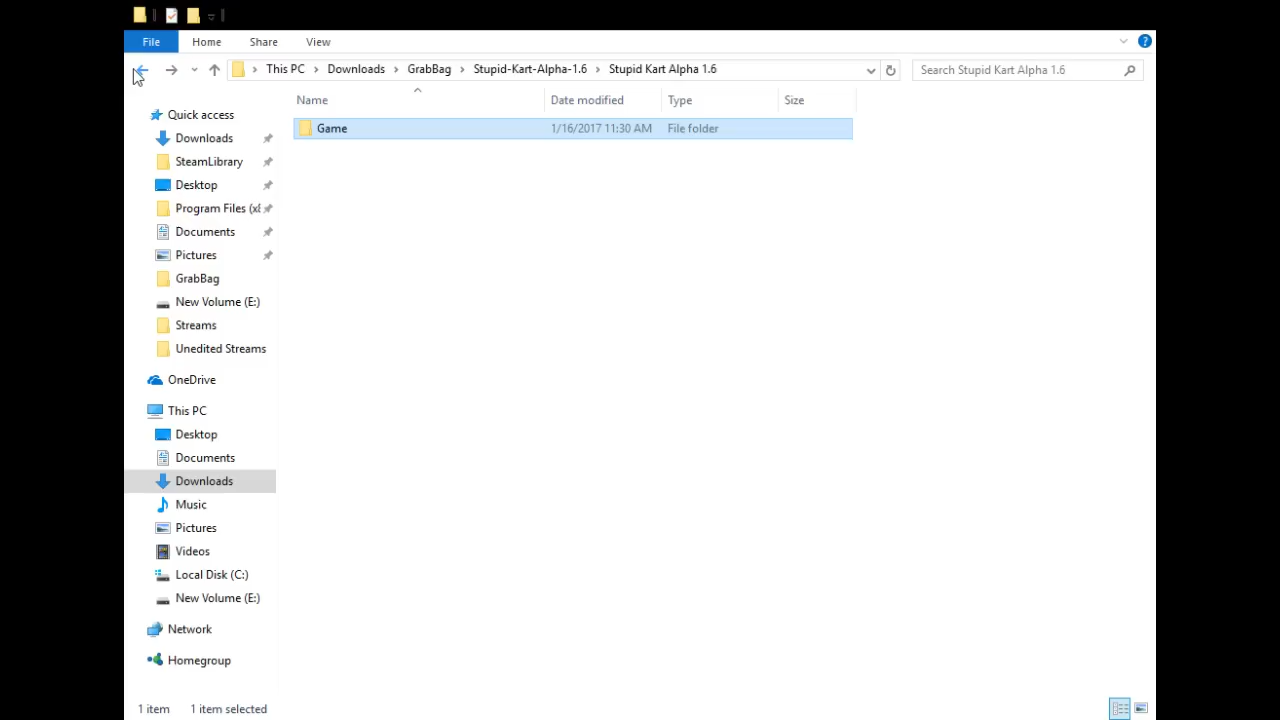 File Home Share View
This PC Downloads GrabBag Stupid-Kart-Alpha-1.6 Stupid Kart Alpha 1.6 Search Stupid Kart Alpha 1.6
Name Date modified Type Size
Game 1/16/2017 11:30 AM File folder
Quick access
Downloads
SteamLibrary
Desktop
Program Files (x8
Documents
Pictures
GrabBag
New Volume (E:)
Streams
Unedited Streams
OneDrive
This PC
Desktop
Documents
Downloads
Music
Pictures
Videos
Local Disk (C:)
New Volume (E:)
Network
Homegroup
1 item 1 item selected